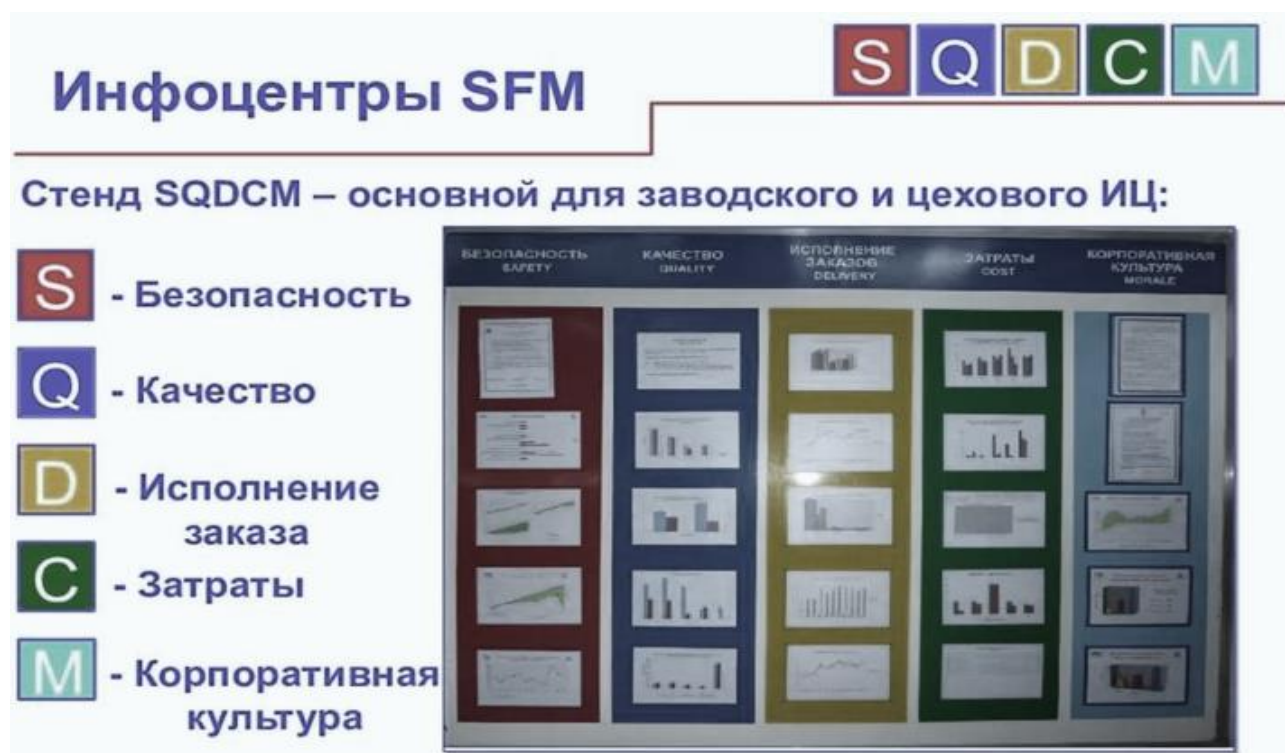 S Q D C M
Инфоцентры SFM
Стенд SQDCM – основной для заводского и цехового ИЦ:
S - Безопасность
Q - Качество
D - Исполнение
заказа
C - Затраты
M - Корпоративная
культура
БЕЗОПАСНОСТЬ
SAFETY
КАЧЕСТВО
QUALITY
ИСПОЛНЕНИЕ
ЗАКАЗОВ
DELIVERY
ЗАТРАТЫ
COST
КОРПОРАТИВНАЯ
КУЛЬТУРА
MORALE